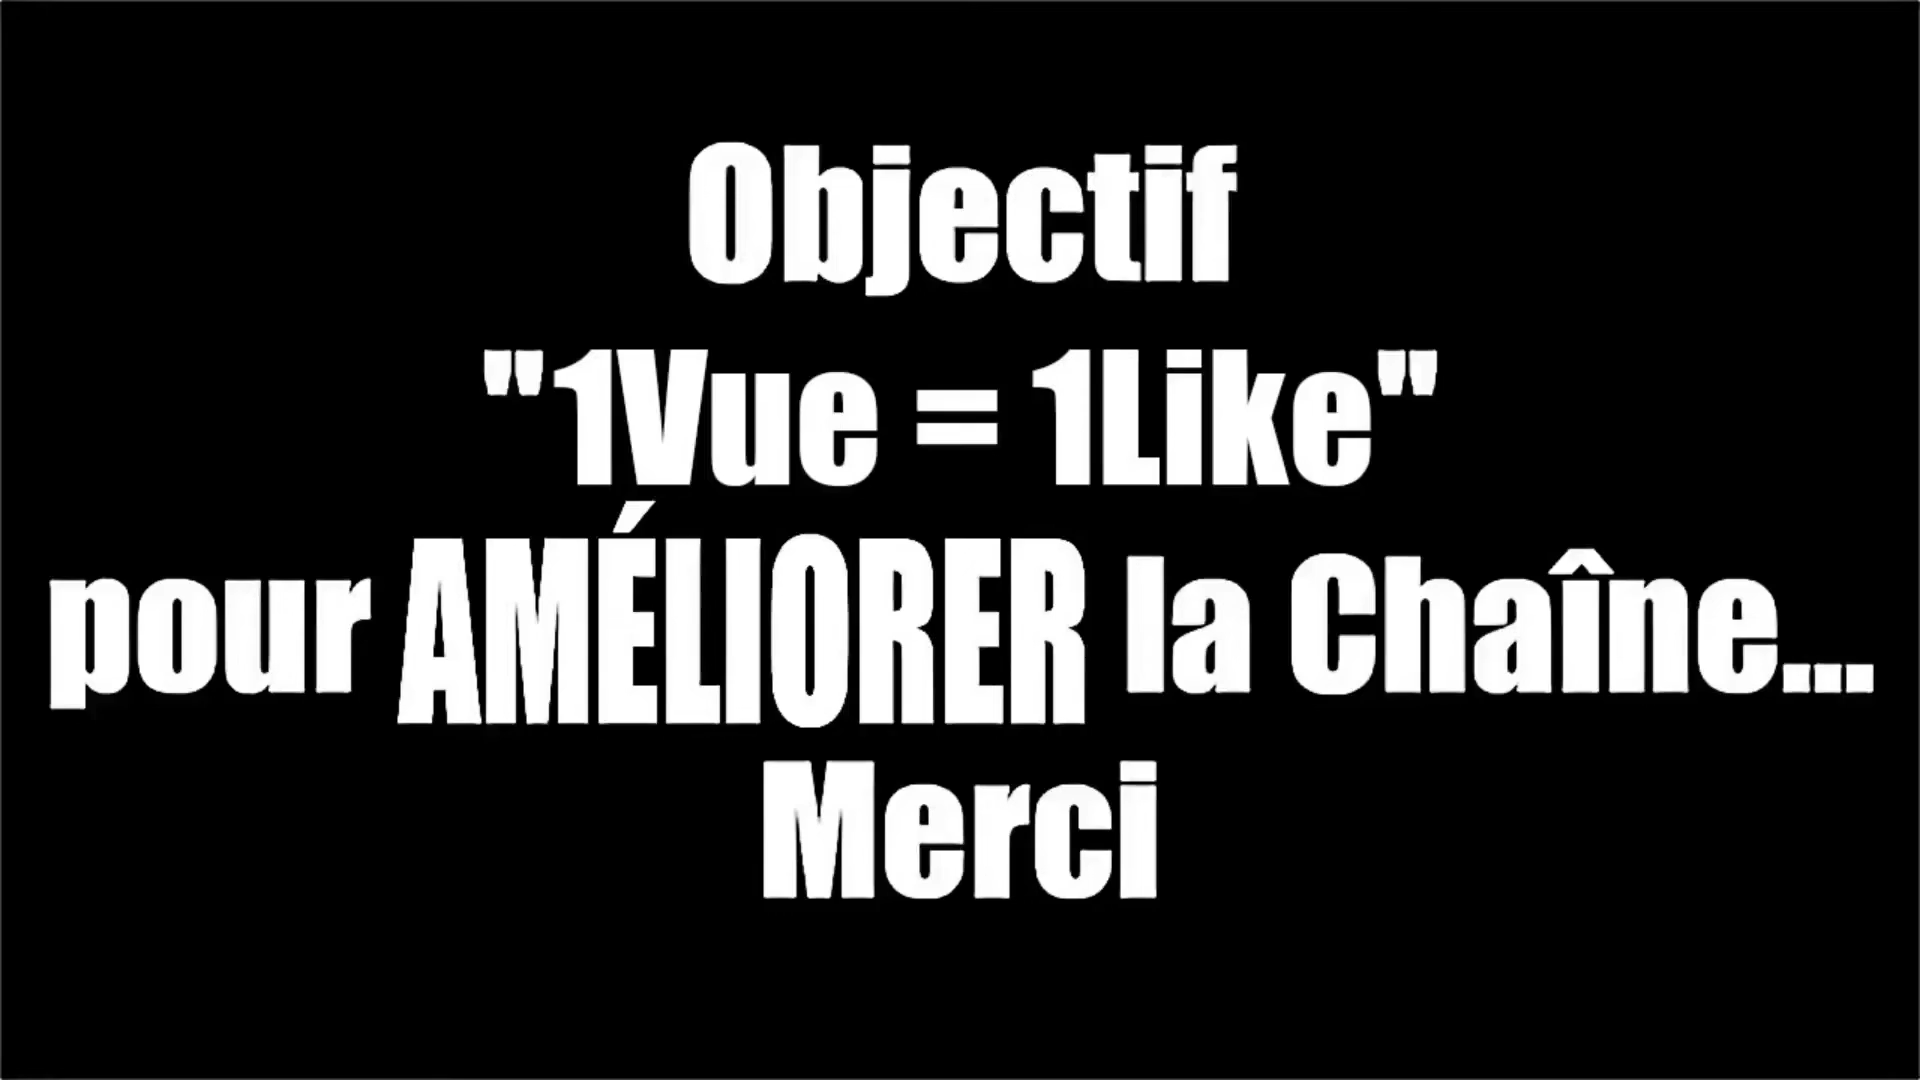 Objectif
"1Vue = 1Like"
pour AMÉLIORER la Chaîne...
Merci